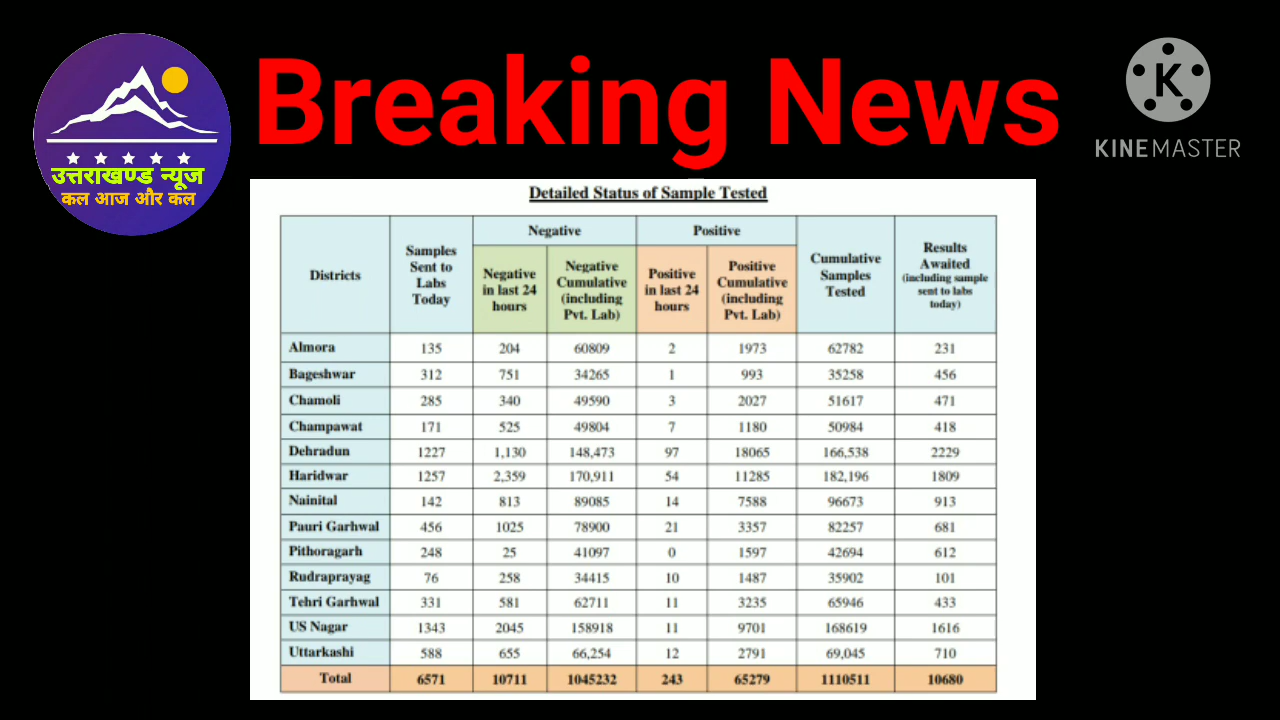 Breaking News
K
KINEMASTER
उत्तराखण्ड न्यूज
कल आज और कल
Detailed Status of Sample Tested
Districts Samples Sent to Labs Today Negative Positive Cumulative Samples Tested Results Awaited (including sample sent to labs today)
Negative in last 24 hours Negative Cumulative (including Pvt. Lab) Positive in last 24 hours Positive Cumulative (including Pvt. Lab)
Almora 135 204 60809 2 1973 62782 231
Bageshwar 312 751 34265 1 993 35258 456
Chamoli 285 340 49590 3 2027 51617 471
Champawat 171 525 49804 7 1180 50984 418
Dehradun 1227 1,130 148,473 97 18065 166,538 2229
Haridwar 1257 2,359 170,911 54 11285 182,196 1809
Nainital 142 813 89085 14 7588 96673 913
Pauri Garhwal 456 1025 78900 21 3357 82257 681
Pithoragarh 248 25 41097 0 1597 42694 612
Rudraprayag 76 258 34415 10 1487 35902 101
Tehri Garhwal 331 581 62711 11 3235 65946 433
US Nagar 1343 2045 158918 11 9701 168619 1616
Uttarkashi 588 655 66,254 12 2791 69,045 710
Total 6571 10711 1045232 243 65279 1110511 10680